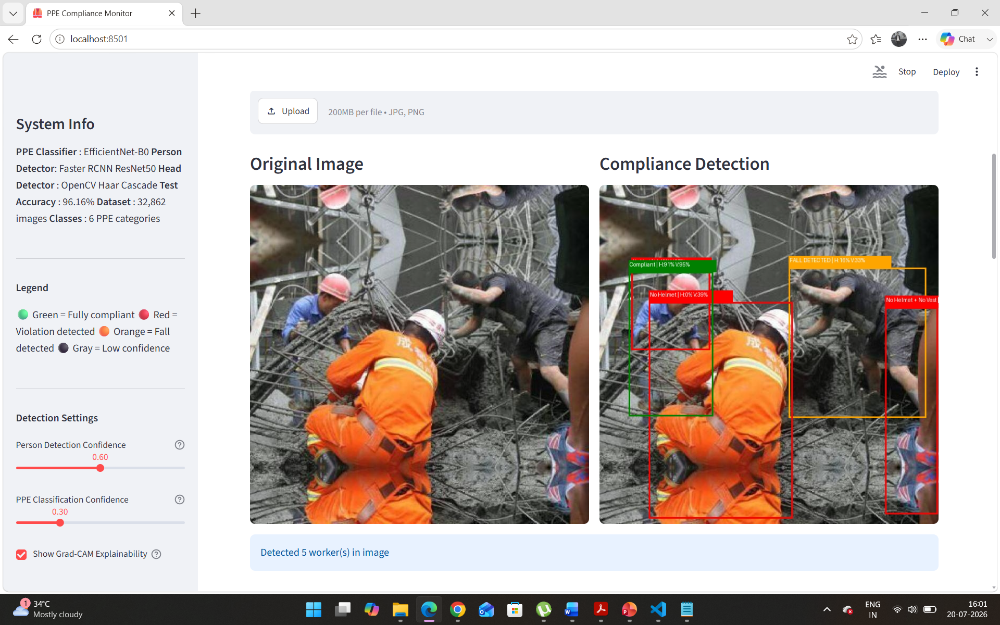 PPE Compliance Monitor
localhost:8501
Chat
Stop
Deploy
Upload
200MB per file • JPG, PNG
System Info
PPE Classifier : EfficientNet-B0 Person
Detector: Faster RCNN ResNet50 Head
Detector : OpenCV Haar Cascade Test
Accuracy : 96.16% Dataset : 32,862
images Classes : 6 PPE categories
Legend
Green = Fully compliant Red =
Violation detected Orange = Fall
detected Gray = Low confidence
Detection Settings
Person Detection Confidence
0.60
PPE Classification Confidence
0.30
Show Grad-CAM Explainability
Original Image
Compliance Detection
Compliant | H:91% V:95%
No Helmet | H:0% V:39%
FALL DETECTED | H:16% V:33%
No Helmet + No Vest |
Detected 5 worker(s) in image
1
34°C
Mostly cloudy
ENG
IN
16:01
20-07-2026